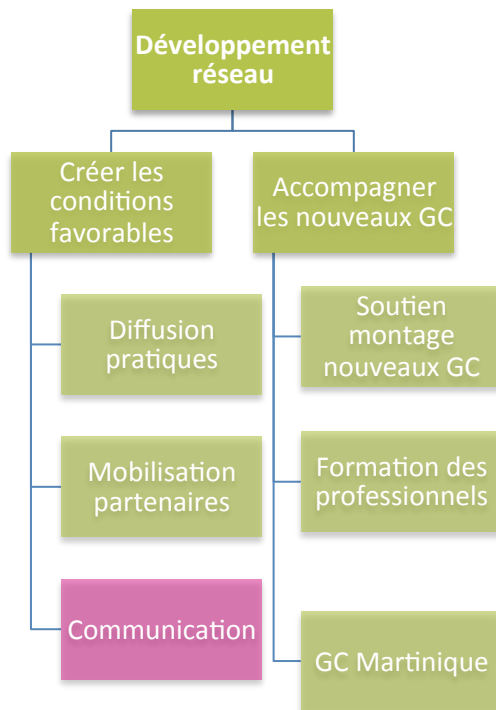 Développement
réseau
Créer les
conditions
favorables
Accompagner
les nouveaux GC
Diffusion
pratiques
Soutien
montage
nouveaux GC
Mobilisation
partenaires
Formation des
professionnels
Communication
GC Martinique